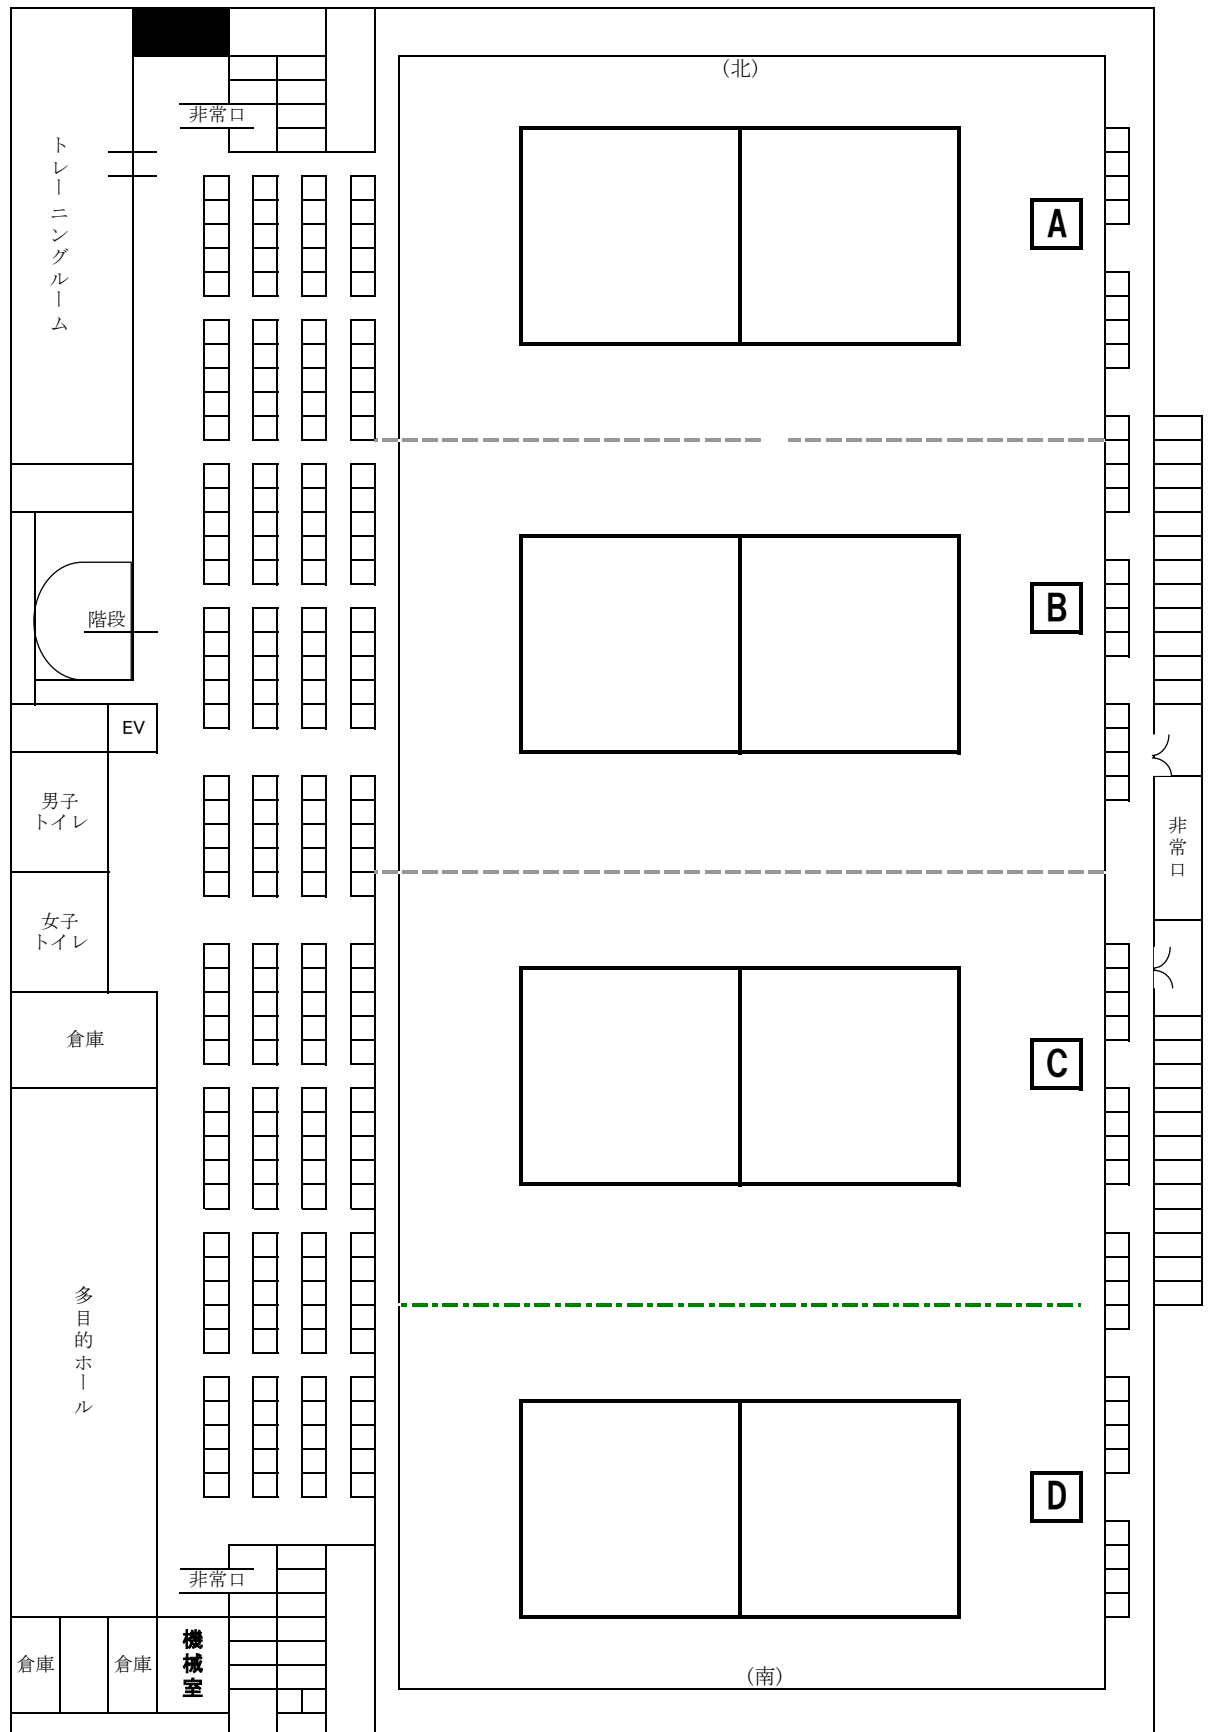 (北)
非常口
トレーニングルーム
A
階段
B
EV
男子
トイレ
非常口
女子
トイレ
倉庫
C
多目的ホール
D
非常口
倉庫
倉庫
機械室
(南)